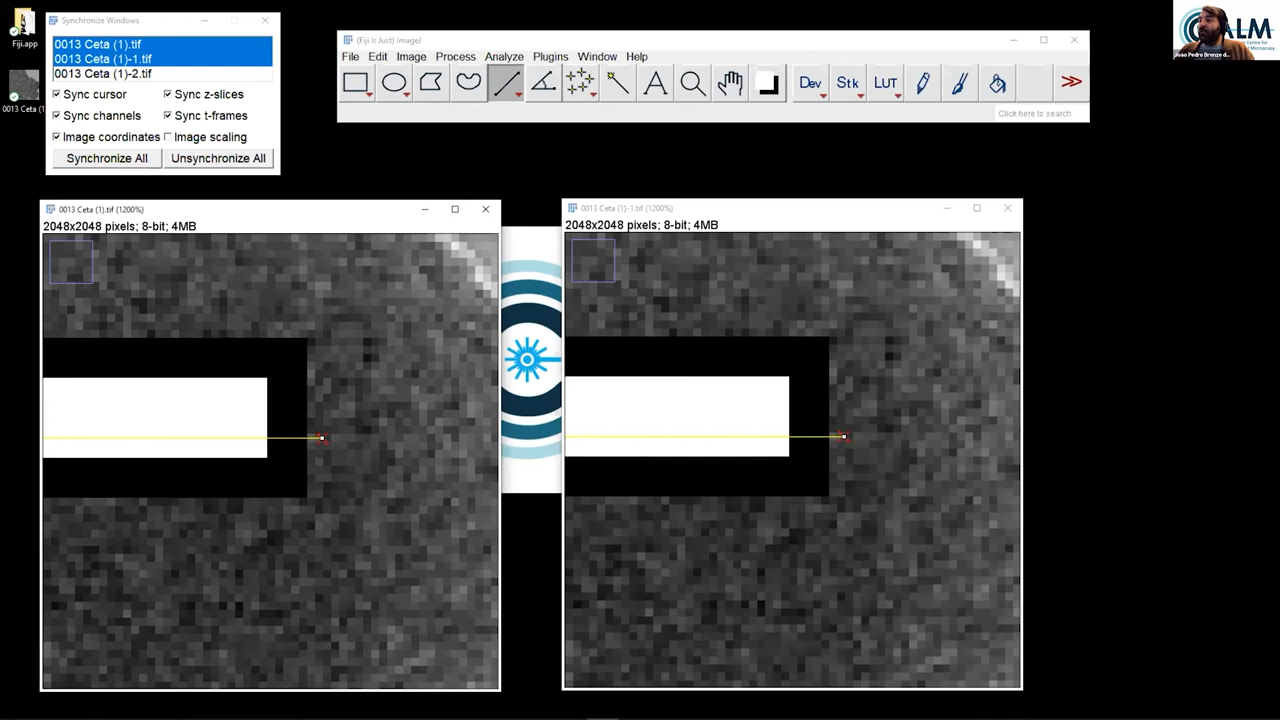 Fiji.app
0013 Ceta (1
Synchronize Windows
0013 Ceta (1).tif
0013 Ceta (1)-1.tif
0013 Ceta (1)-2.tif
Sync cursor
Sync z-slices
Sync channels
Sync t-frames
Image coordinates
Image scaling
Synchronize All
Unsynchronize All
(Fiji Is Just) ImageJ
File Edit Image Process Analyze Plugins Window Help
A
Dev
Stk
LUT
>>
Click here to search
0013 Ceta (1).tif (1200%)
2048x2048 pixels; 8-bit; 4MB
0013 Ceta (1)-1.tif (1200%)
2048x2048 pixels; 8-bit; 4MB
ALM
João Pedro Bronze d